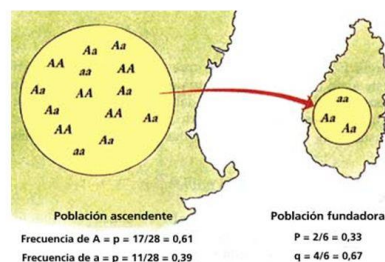 Aa
AA Aa
aa AA
Aa AA Aa
Aa AA
AA Aa
Aa
aa
aa
Aa
Aa
Población ascendente
Frecuencia de A = p = 17/28 = 0,61
Frecuencia de a = p = 11/28 = 0,39
Población fundadora
P = 2/6 = 0,33
q = 4/6 = 0,67